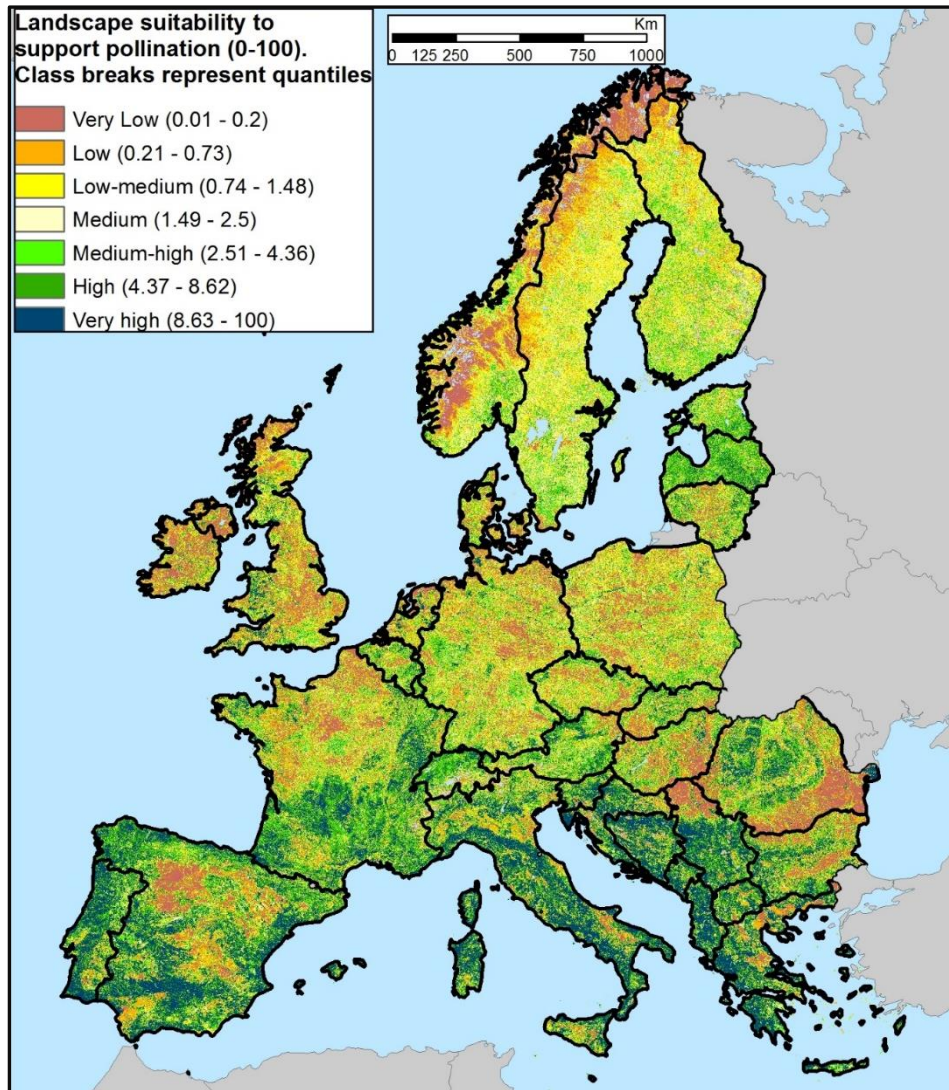 Landscape suitability to
support pollination (0-100).
Class breaks represent quantiles
Very Low (0.01 - 0.2)
Low (0.21 - 0.73)
Low-medium (0.74 - 1.48)
Medium (1.49 - 2.5)
Medium-high (2.51 - 4.36)
High (4.37 - 8.62)
Very high (8.63 - 100)
Km
0 125 250 500 750 1000